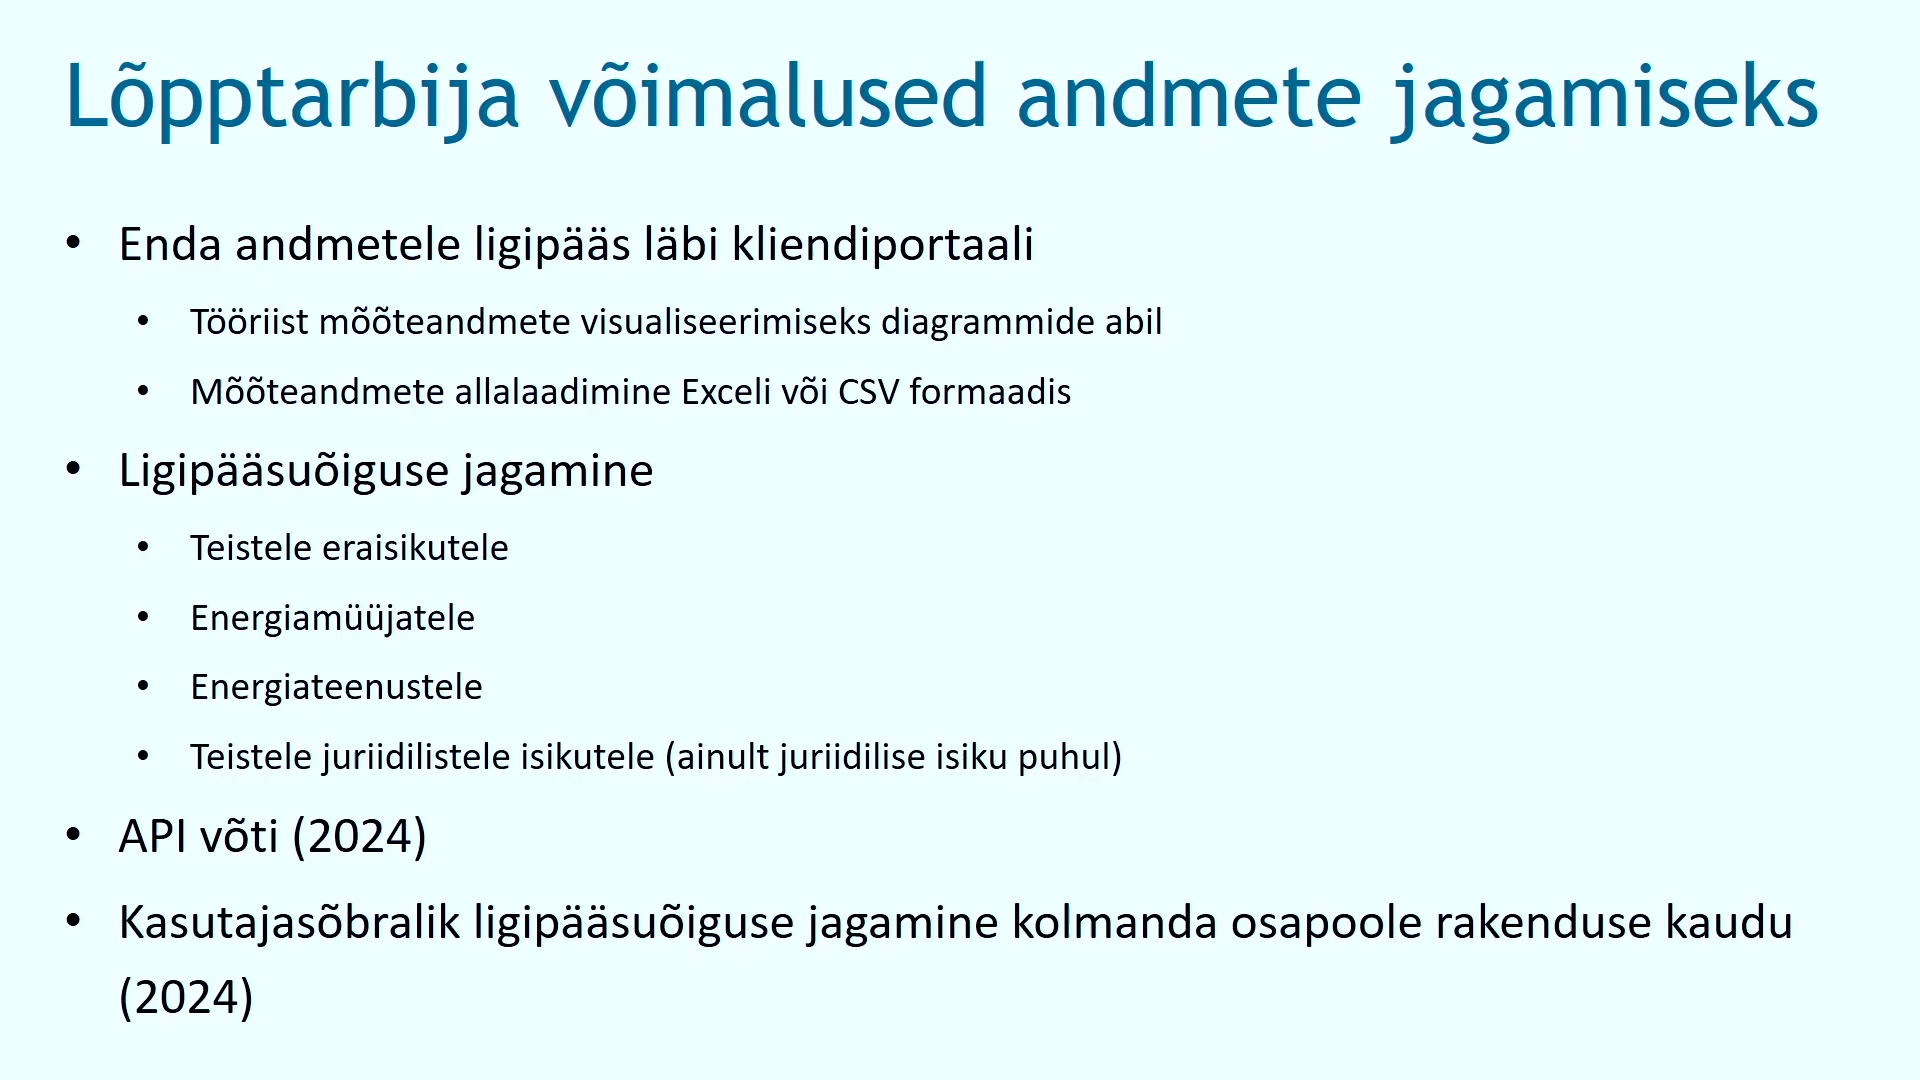 Lõpptarbija võimalused andmete jagamiseks
• Enda andmetele ligipääs läbi kliendiportaali
• Tööriist mõõteandmete visualiseerimiseks diagrammide abil
• Mõõteandmete allalaadimine Exceli või CSV formaadis
• Ligipääsuõiguse jagamine
• Teistele eraisikutele
• Energiamüüjatele
• Energiateenustele
• Teistele juriidilistele isikutele (ainult juriidilise isiku puhul)
• API võti (2024)
• Kasutajasõbralik ligipääsuõiguse jagamine kolmanda osapoole rakenduse kaudu
(2024)